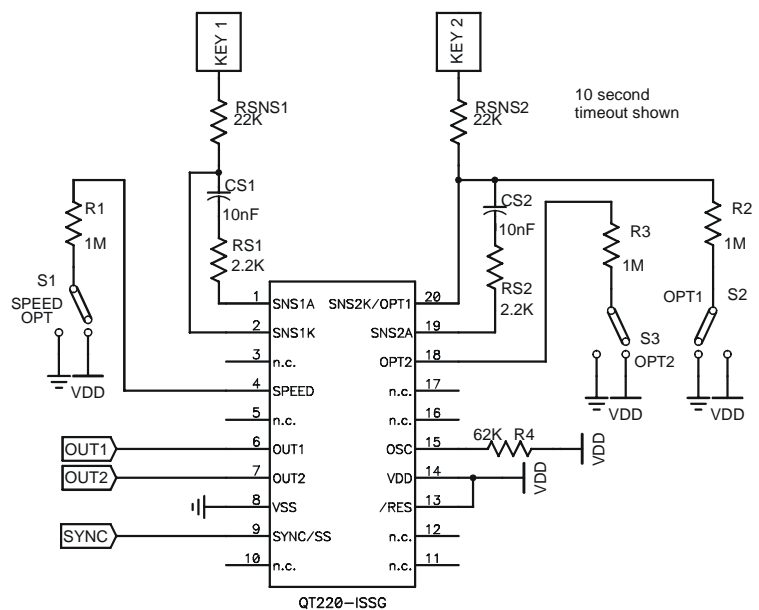 KEY 1
KEY 2
RSNS1
22K
RSNS2
22K
10 second
timeout shown
CS1
10nF
CS2
10nF
R1
1M
RS1
2.2K
RS2
2.2K
R3
1M
R2
1M
S1
SPEED
OPT
VDD
OPT1
S2
S3
OPT2
VDD
VDD
1 SNS1A
SNS2K/OPT1 20
2 SNS1K
SNS2A 19
3 n.c.
OPT2 18
4 SPEED
n.c. 17
5 n.c.
n.c. 16
OUT1
6 OUT1
OSC 15
62K R4
VDD
OUT2
7 OUT2
VDD 14
VDD
8 VSS
/RES 13
SYNC
9 SYNC/SS
n.c. 12
10 n.c.
n.c. 11
QT220-ISSG